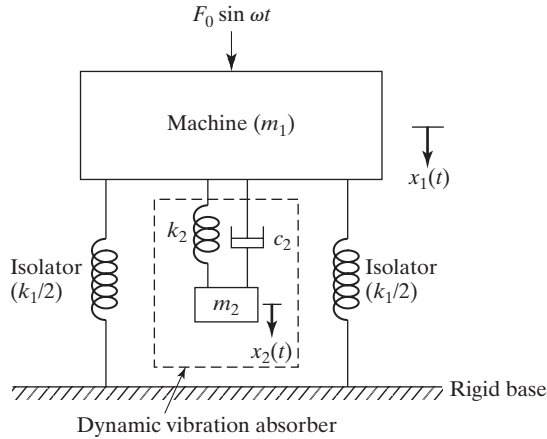 F₀ sin ωt
Machine (m₁)
x₁(t)
k₂
c₂
Isolator
(k₁/2)
Isolator
(k₁/2)
m₂
x₂(t)
Rigid base
Dynamic vibration absorber